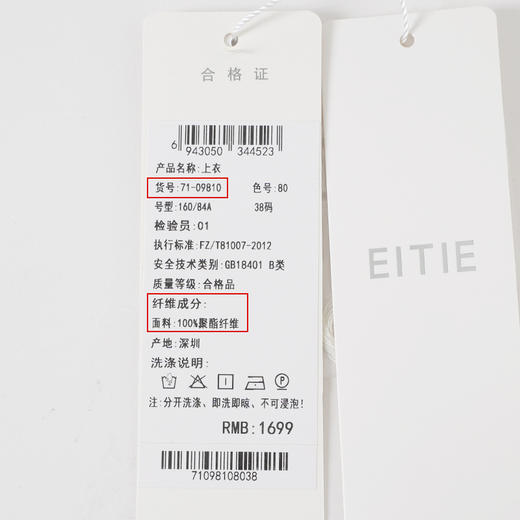 合格证
6 943050 344523
产品名称:上衣
货号:71-09810 色号:80
号型:160/84A 38码
检验员:01
执行标准:FZ/T81007-2012
安全技术类别:GB18401 B类
质量等级:合格品
纤维成分:
面料:100%聚酯纤维
产地:深圳
洗涤说明:
P
注:分开洗涤、即洗即晾、不可浸泡!
RMB:1699
71098108038
EITIE